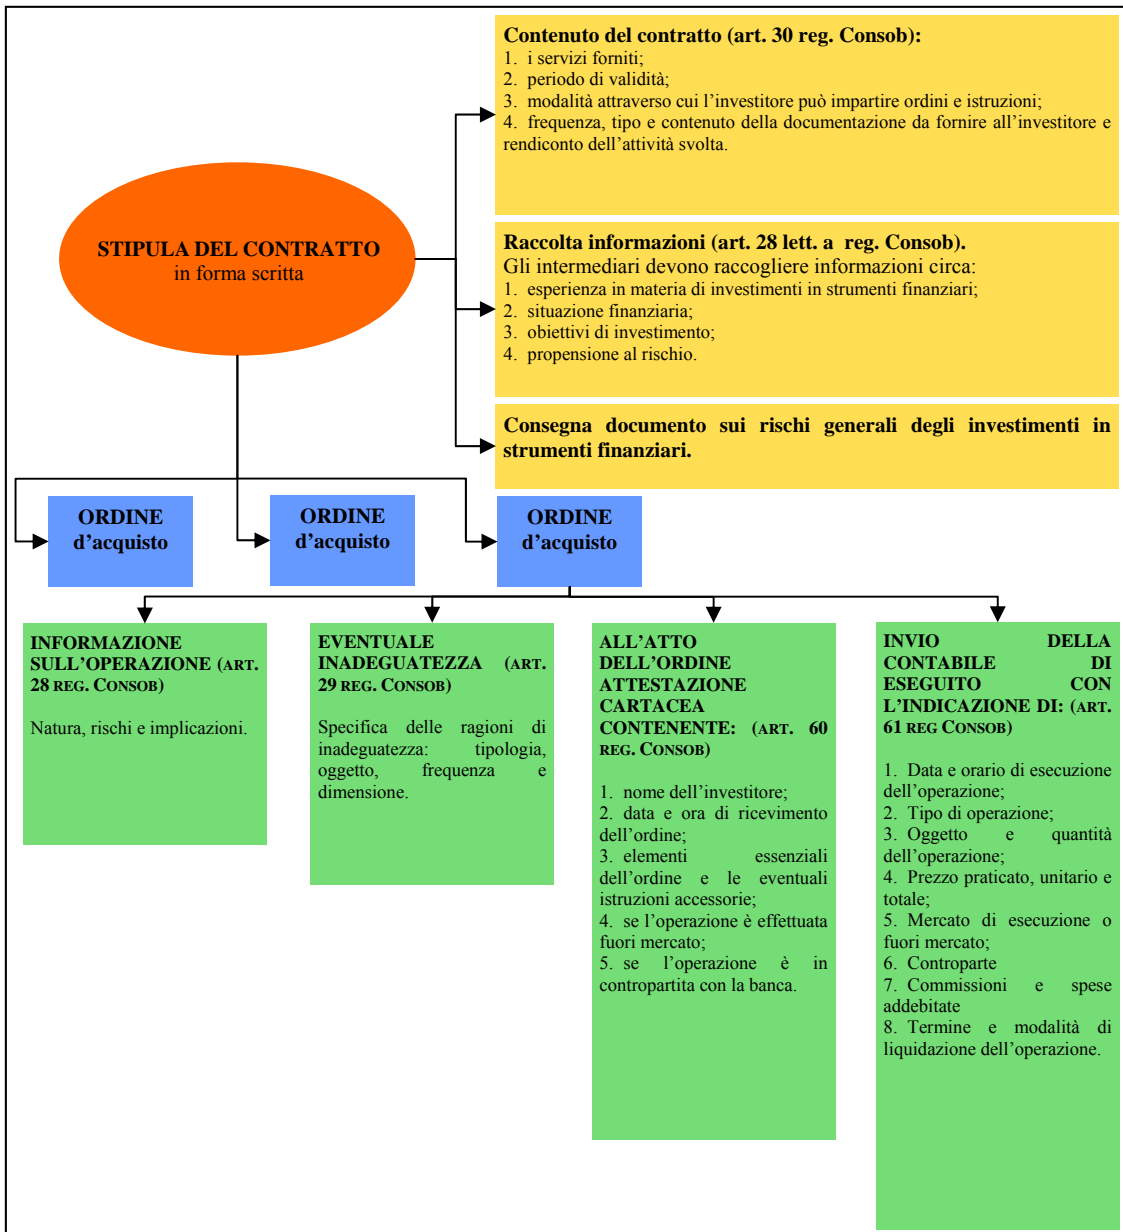 Contenuto del contratto (art. 30 reg. Consob):
1. i servizi forniti;
2. periodo di validità;
3. modalità attraverso cui l’investitore può impartire ordini e istruzioni;
4. frequenza, tipo e contenuto della documentazione da fornire all’investitore e
rendiconto dell’attività svolta.
STIPULA DEL CONTRATTO
in forma scritta
Raccolta informazioni (art. 28 lett. a reg. Consob).
Gli intermediari devono raccogliere informazioni circa:
1. esperienza in materia di investimenti in strumenti finanziari;
2. situazione finanziaria;
3. obiettivi di investimento;
4. propensione al rischio.
Consegna documento sui rischi generali degli investimenti in
strumenti finanziari.
ORDINE
d’acquisto
ORDINE
d’acquisto
ORDINE
d’acquisto
INFORMAZIONE
SULL’OPERAZIONE (ART.
28 REG. CONSOB)
Natura, rischi e implicazioni.
EVENTUALE
INADEGUATEZZA (ART.
29 REG. CONSOB)
Specifica delle ragioni di
inadeguatezza: tipologia,
oggetto, frequenza e
dimensione.
ALL’ATTO
DELL’ORDINE
ATTESTAZIONE
CARTACEA
CONTENENTE: (ART. 60
REG. CONSOB)
1. nome dell’investitore;
2. data e ora di ricevimento
dell’ordine;
3. elementi essenziali
dell’ordine e le eventuali
istruzioni accessorie;
4. se l’operazione è effettuata
fuori mercato;
5. se l’operazione è in
contropartita con la banca.
INVIO DELLA
CONTABILE DI
ESEGUITO CON
L’INDICAZIONE DI: (ART.
61 REG CONSOB)
1. Data e orario di esecuzione
dell’operazione;
2. Tipo di operazione;
3. Oggetto e quantità
dell’operazione;
4. Prezzo praticato, unitario e
totale;
5. Mercato di esecuzione o
fuori mercato;
6. Controparte
7. Commissioni e spese
addebitate
8. Termine e modalità di
liquidazione dell’operazione.